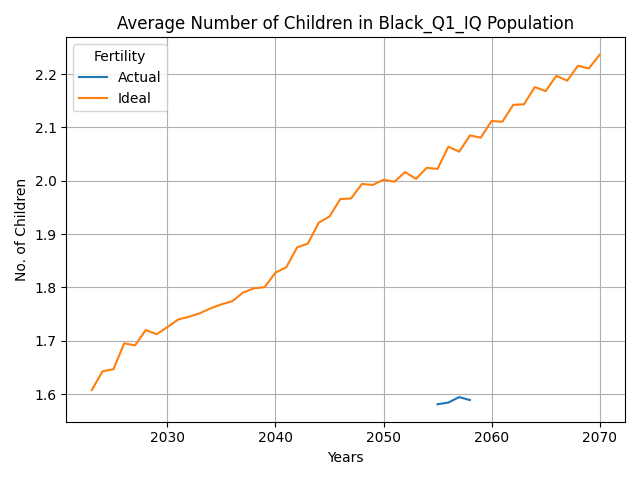 Average Number of Children in Black_Q1_IQ Population
Fertility
Actual
Ideal
No. of Children
2.2
2.1
2.0
1.9
1.8
1.7
1.6
2030 2040 2050 2060 2070
Years